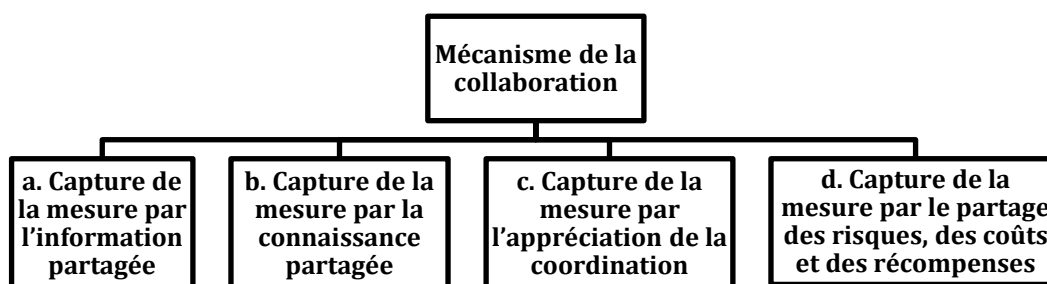 Mécanisme de la
collaboration
a. Capture de
la mesure par
l'information
partagée
b. Capture de la
mesure par la
connaissance
partagée
c. Capture de la
mesure par
l'appréciation de la
coordination
d. Capture de la
mesure par le partage
des risques, des coûts
et des récompenses